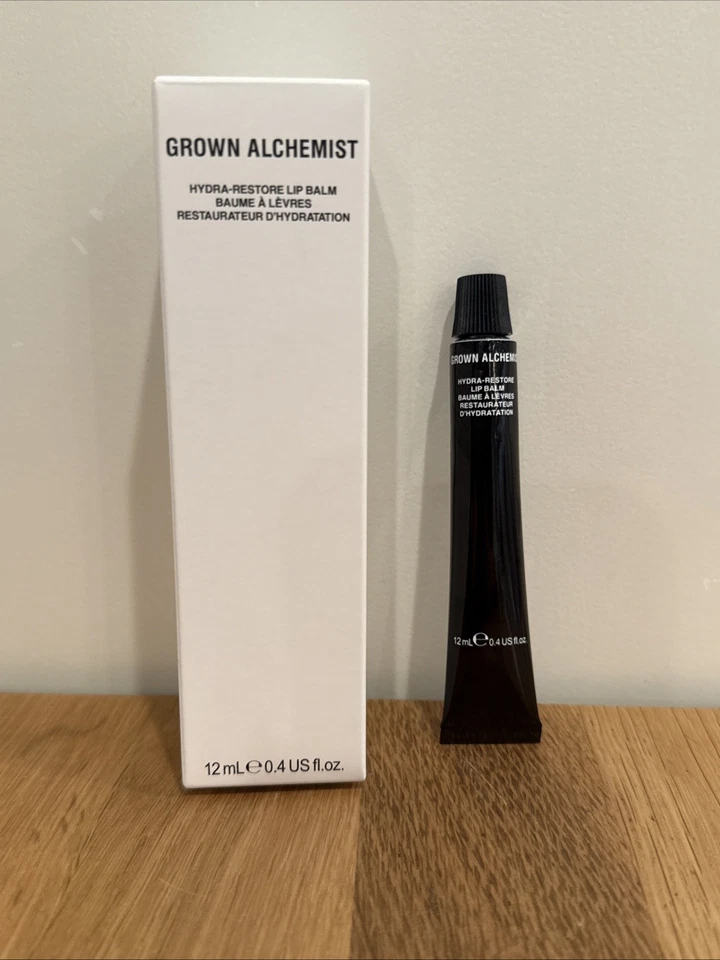 GROWN ALCHEMIST
HYDRA-RESTORE LIP BALM
BAUME À LÈVRES
RESTAURATEUR D'HYDRATATION
12 mL e 0.4 US fl.oz.
GROWN ALCHEMIS
HYDRA-RESTORE
LIP BALM
BAUME À LÈVRES
RESTAURATEUR
D'HYDRATATION
12 mL e 0.4 US fl.oz.